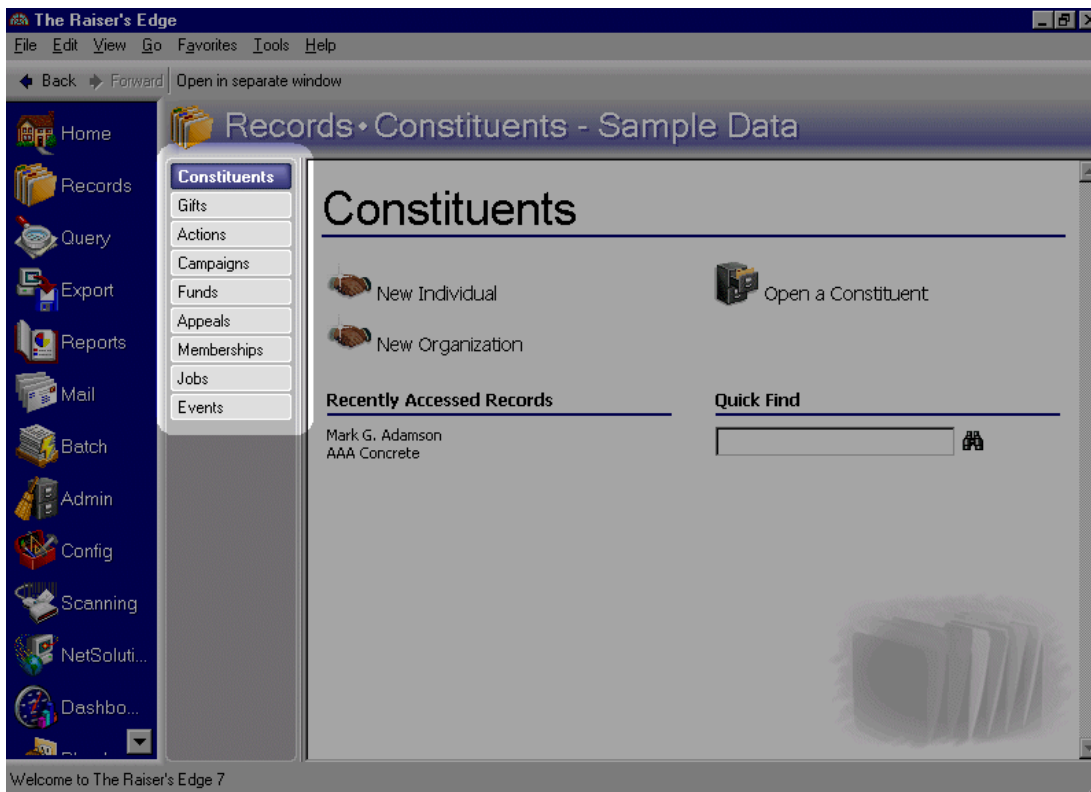 The Raiser's Edge
File Edit View Go Favorites Tools Help
Back Forward Open in separate window
Records • Constituents - Sample Data
Home
Records
Query
Export
Reports
Mail
Batch
Admin
Config
Scanning
NetSoluti...
Dashbo...
Constituents
Gifts
Actions
Campaigns
Funds
Appeals
Memberships
Jobs
Events
Constituents
New Individual
Open a Constituent
New Organization
Recently Accessed Records
Mark G. Adamson
AAA Concrete
Quick Find
Welcome to The Raiser's Edge 7